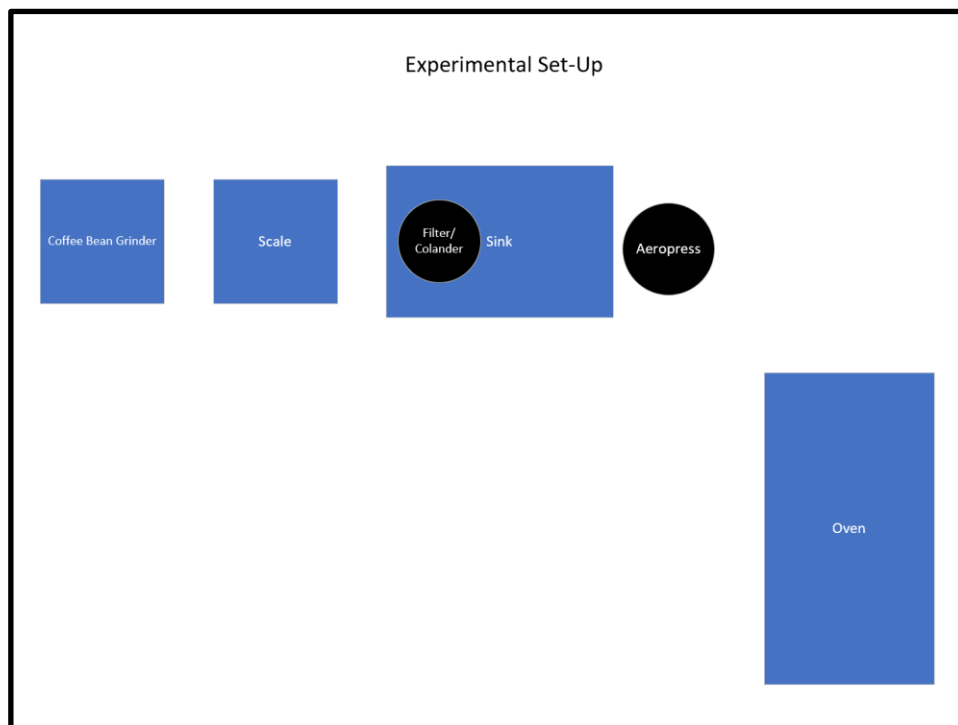 Experimental Set-Up
Coffee Bean Grinder
Scale
Filter/
Colander
Sink
Aeropress
Oven